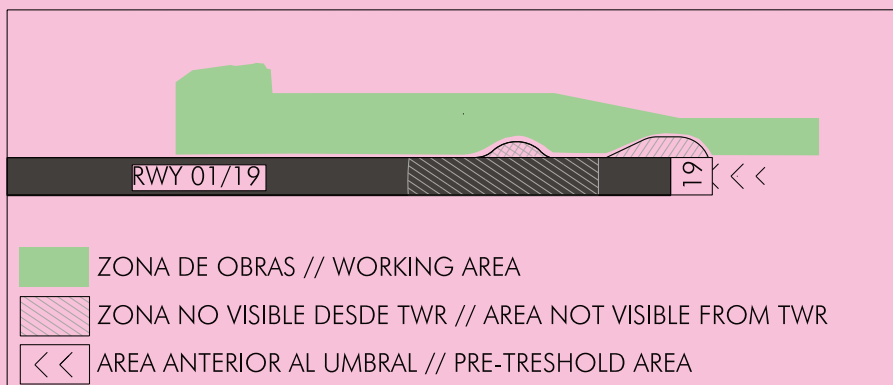 RWY 01/19
19
ZONA DE OBRAS // WORKING AREA
ZONA NO VISIBLE DESDE TWR // AREA NOT VISIBLE FROM TWR
AREA ANTERIOR AL UMBRAL // PRE-TRESHOLD AREA